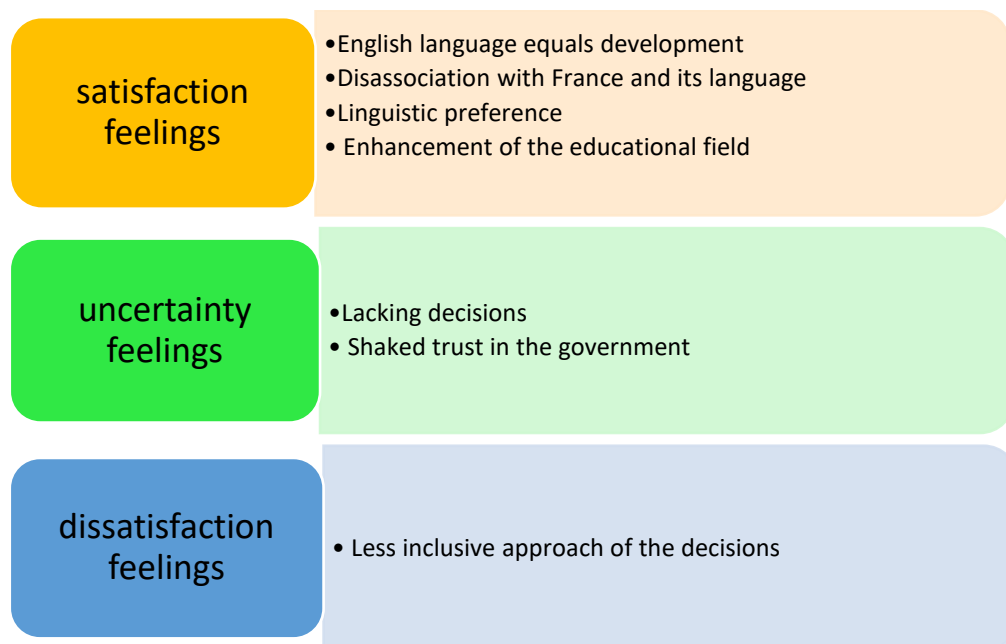 satisfaction
feelings
•English language equals development
•Disassociation with France and its language
•Linguistic preference
• Enhancement of the educational field
uncertainty
feelings
•Lacking decisions
• Shaked trust in the government
dissatisfaction
feelings
• Less inclusive approach of the decisions